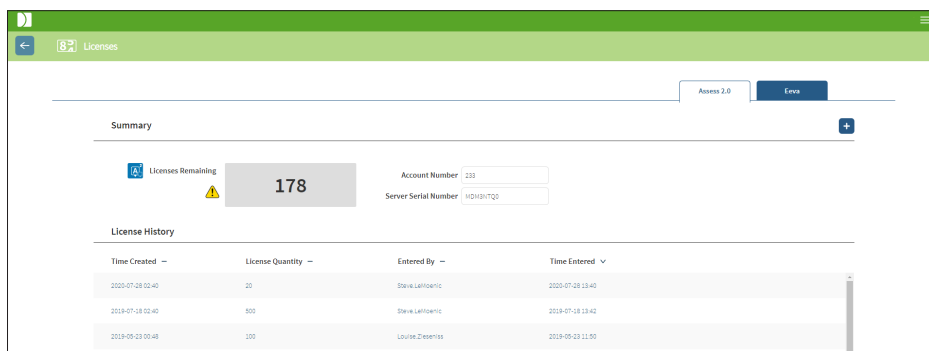 Licenses
Assess 2.0 Eeva
Summary +
Licenses Remaining 178 Account Number 233
Server Serial Number MDM3NTQ0
License History
Time Created License Quantity Entered By Time Entered
2020-07-28 02:40 20 Steve.LeMoenic 2020-07-28 13:40
2019-07-18 02:40 500 Steve.LeMoenic 2019-07-18 13:42
2019-05-23 00:48 100 Louise.Zieseniss 2019-05-23 11:50